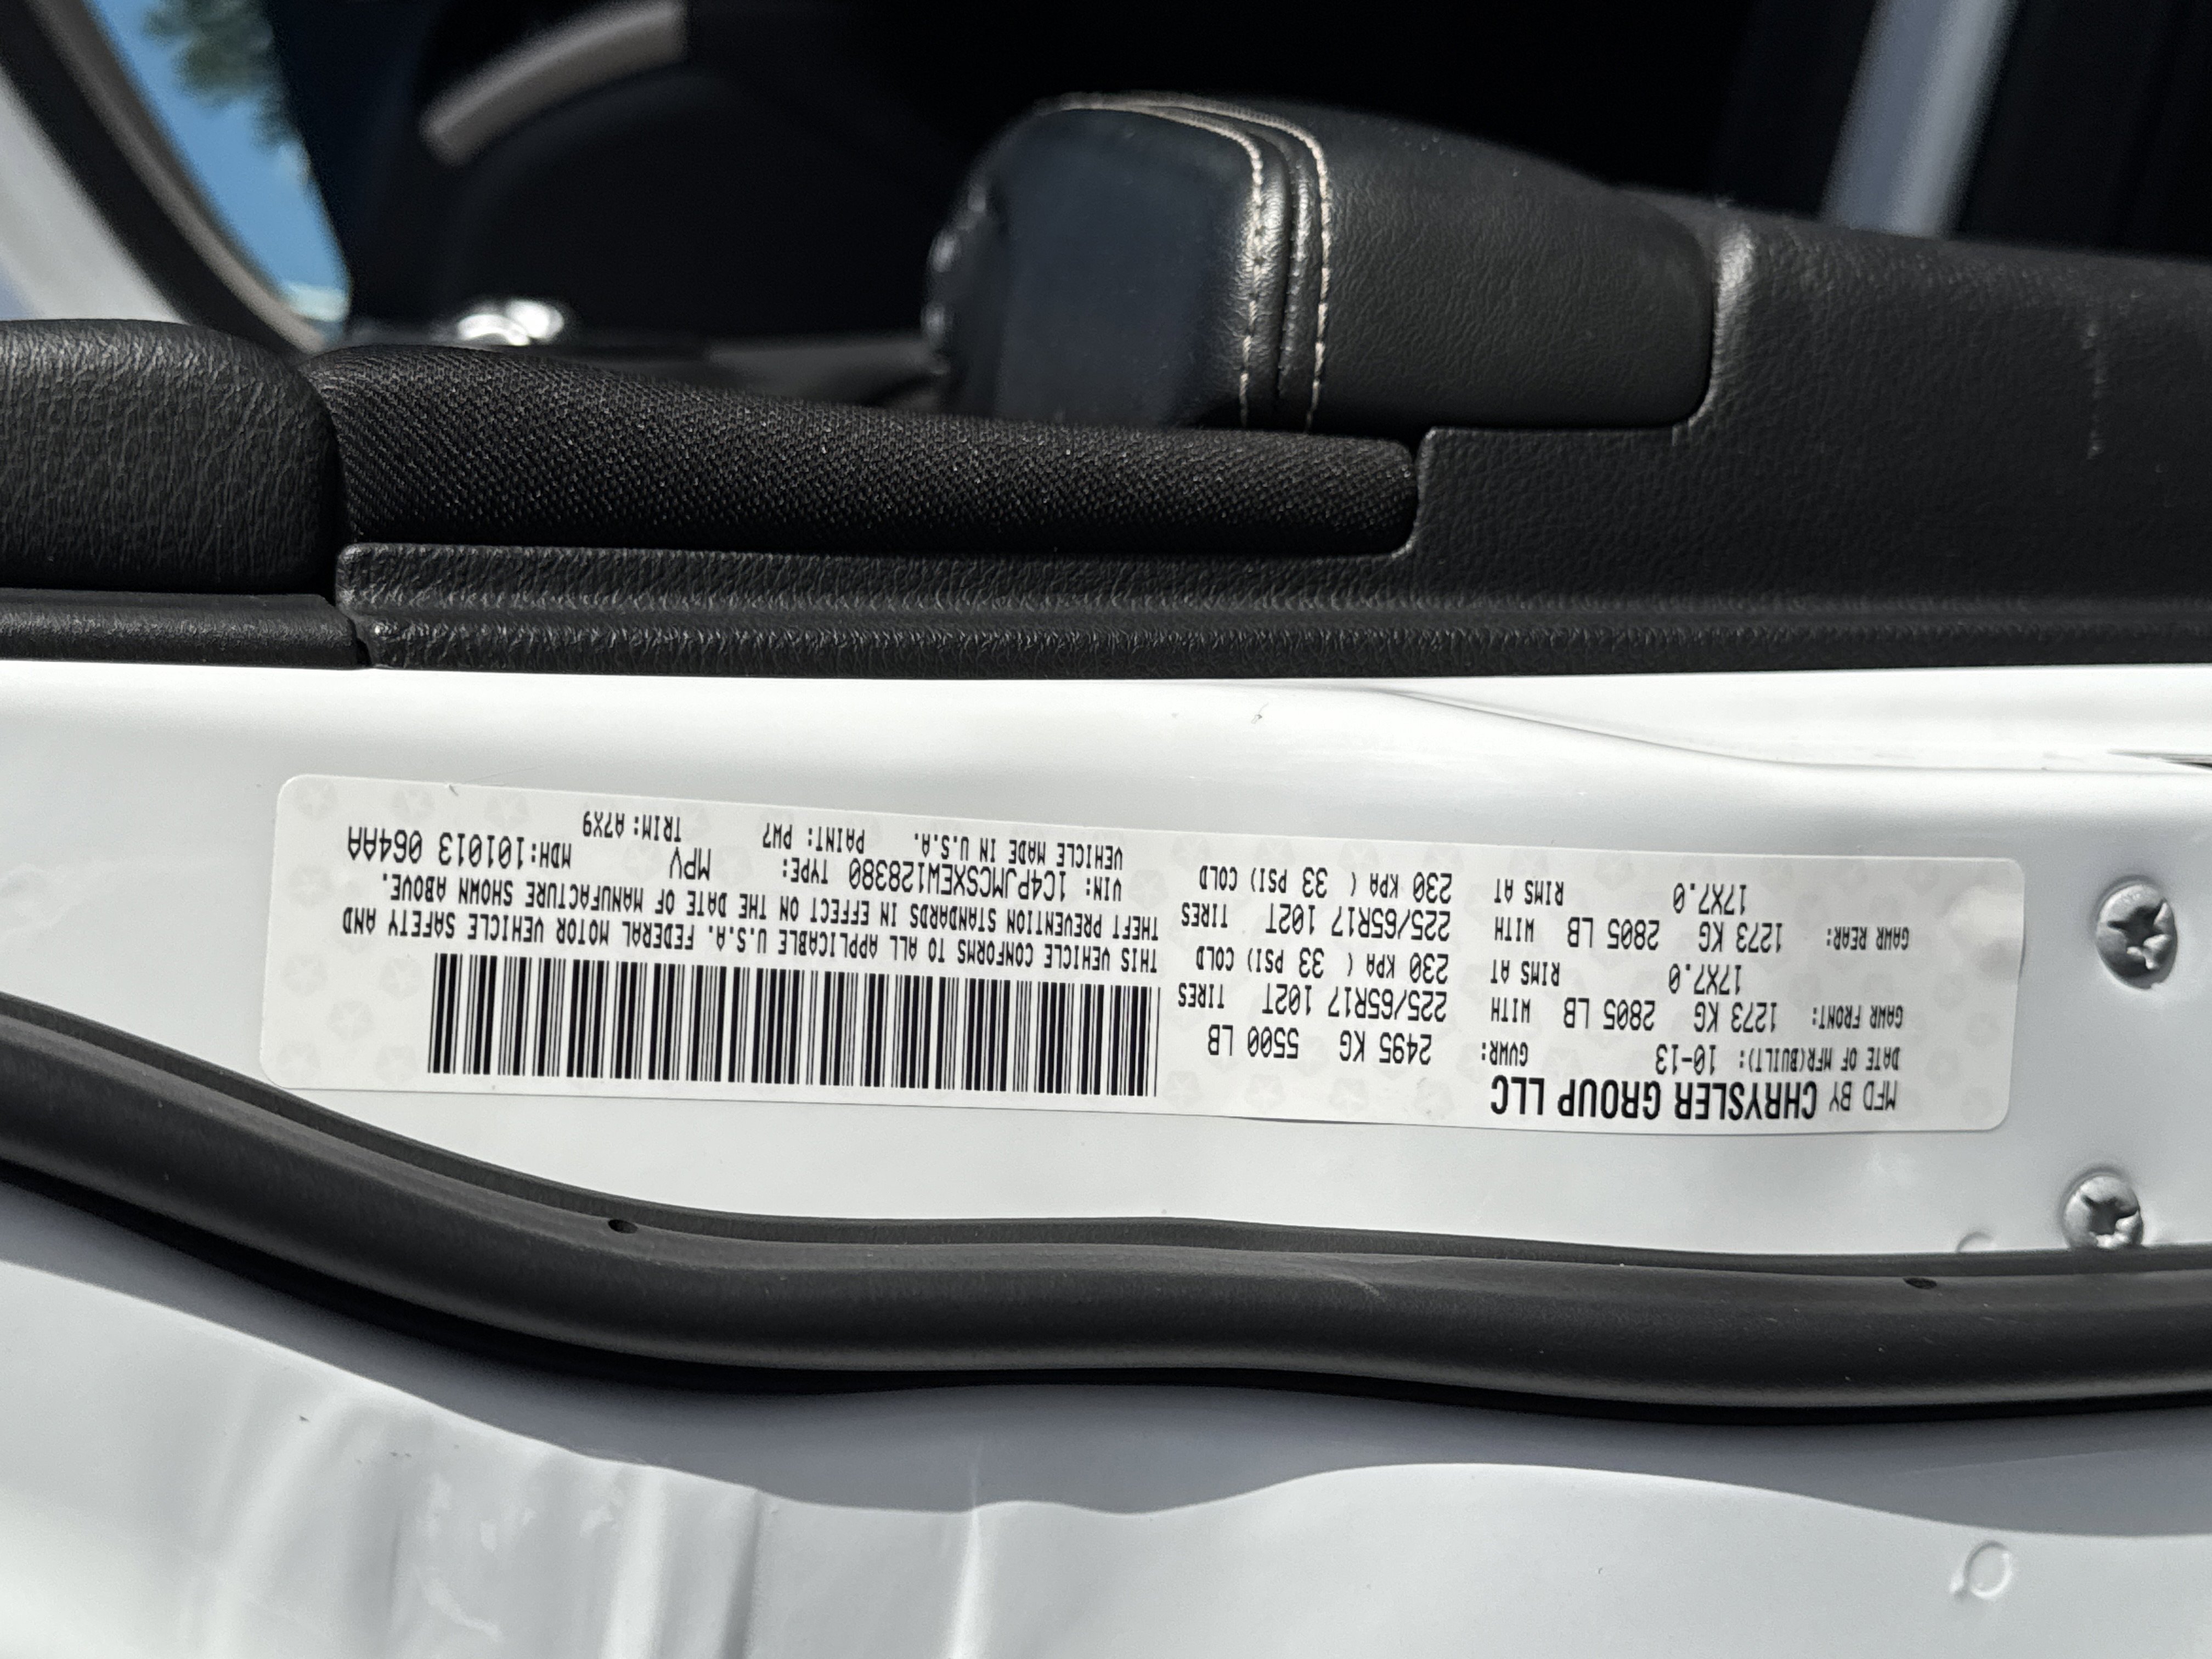 MFD BY CHRYSLER GROUP LLC
DATE OF MFR(BUILT): 10-13 GVWR: 2495 KG 5500 LB
GAWR FRONT: 1273 KG 2805 LB WITH 225/65R17 102T TIRES
17X7.0 RIMS AT 230 KPA ( 33 PSI) COLD
GAWR REAR: 1273 KG 2805 LB WITH 225/65R17 102T TIRES
17X7.0 RIMS AT 230 KPA ( 33 PSI) COLD
THIS VEHICLE CONFORMS TO ALL APPLICABLE U.S.A. FEDERAL MOTOR VEHICLE SAFETY AND
THEFT PREVENTION STANDARDS IN EFFECT ON THE DATE OF MANUFACTURE SHOWN ABOVE.
VIN: 1C4PJMCSXEW128380 TYPE: MPV MDH:101013 064AA
VEHICLE MADE IN U.S.A. PAINT: PW7 TRIM:A7X9